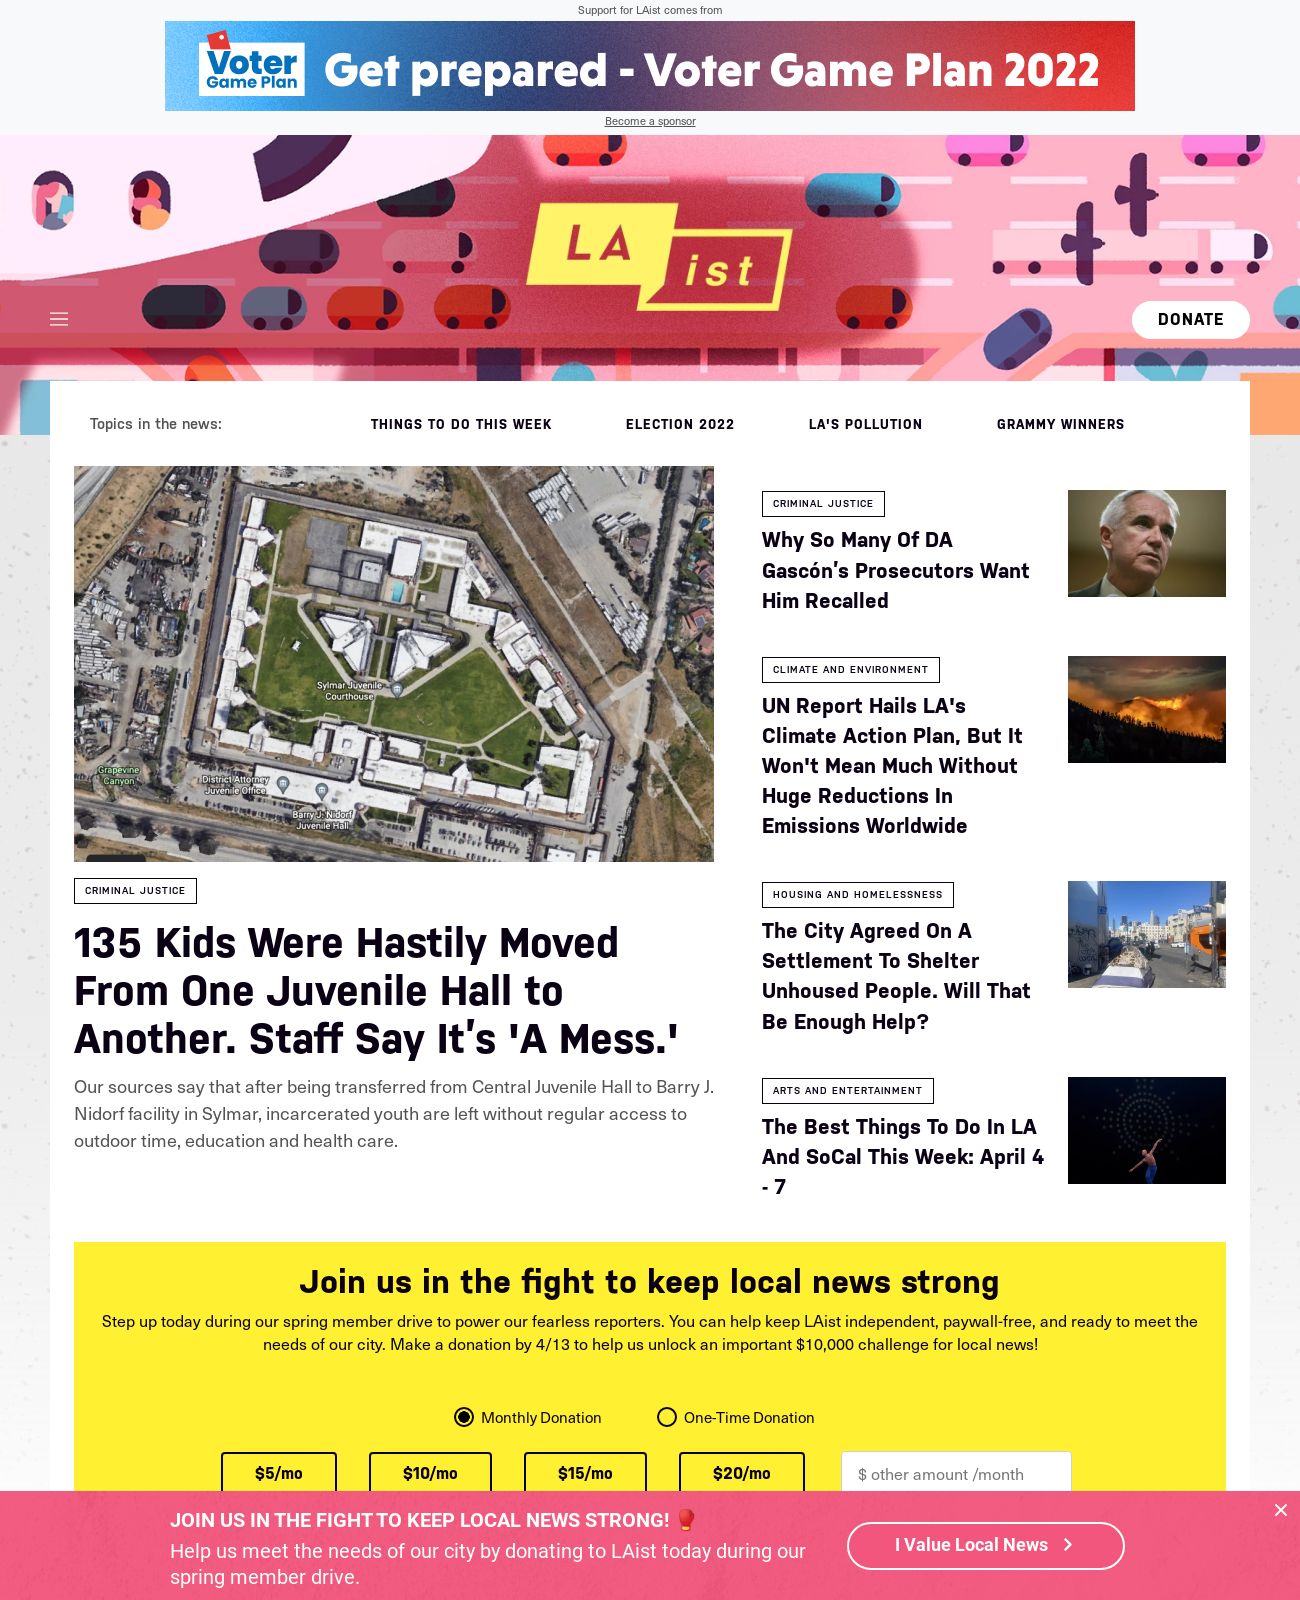 Support for LAist comes from
Voter
Game Plan
Get prepared - Voter Game Plan 2022
Become a sponsor
LA
ist
DONATE
Topics in the news:
THINGS TO DO THIS WEEK
ELECTION 2022
LA'S POLLUTION
GRAMMY WINNERS
Sylmar Juvenile
Courthouse
Grapevine
Canyon
District Attorney
Juvenile Office
Barry J. Nidorf
Juvenile Hall
CRIMINAL JUSTICE
135 Kids Were Hastily Moved
From One Juvenile Hall to
Another. Staff Say It’s 'A Mess.'
Our sources say that after being transferred from Central Juvenile Hall to Barry J.
Nidorf facility in Sylmar, incarcerated youth are left without regular access to
outdoor time, education and health care.
CRIMINAL JUSTICE
Why So Many Of DA
Gascón’s Prosecutors Want
Him Recalled
CLIMATE AND ENVIRONMENT
UN Report Hails LA's
Climate Action Plan, But It
Won't Mean Much Without
Huge Reductions In
Emissions Worldwide
HOUSING AND HOMELESSNESS
The City Agreed On A
Settlement To Shelter
Unhoused People. Will That
Be Enough Help?
ARTS AND ENTERTAINMENT
The Best Things To Do In LA
And SoCal This Week: April 4
- 7
Join us in the fight to keep local news strong
Step up today during our spring member drive to power our fearless reporters. You can help keep LAist independent, paywall-free, and ready to meet the
needs of our city. Make a donation by 4/13 to help us unlock an important $10,000 challenge for local news!
Monthly Donation
One-Time Donation
$5/mo
$10/mo
$15/mo
$20/mo
$ other amount /month
JOIN US IN THE FIGHT TO KEEP LOCAL NEWS STRONG! 🥊
Help us meet the needs of our city by donating to LAist today during our
spring member drive.
I Value Local News